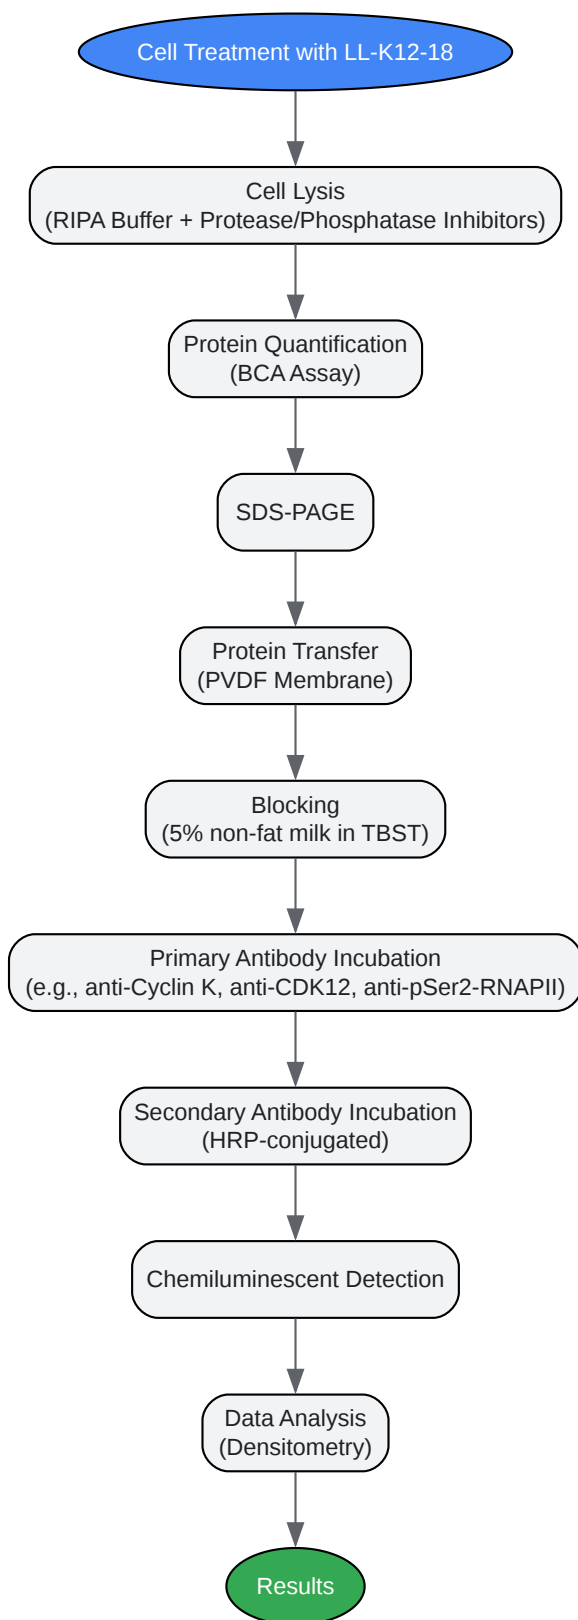 Cell Treatment with LL-K12-18
Cell Lysis
(RIPA Buffer + Protease/Phosphatase Inhibitors)
Protein Quantification
(BCA Assay)
SDS-PAGE
Protein Transfer
(PVDF Membrane)
Blocking
(5% non-fat milk in TBST)
Primary Antibody Incubation
(e.g., anti-Cyclin K, anti-CDK12, anti-pSer2-RNAPII)
Secondary Antibody Incubation
(HRP-conjugated)
Chemiluminescent Detection
Data Analysis
(Densitometry)
Results